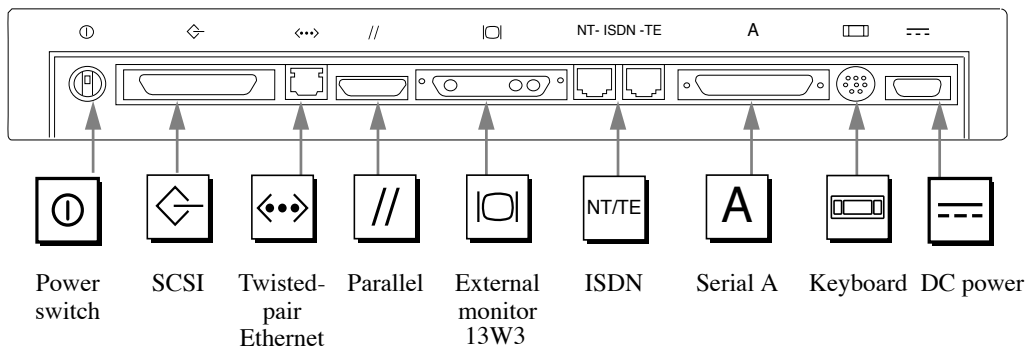 NT- ISDN -TE A
NT/TE A
Power switch
SCSI
Twisted-pair Ethernet
Parallel
External monitor 13W3
ISDN
Serial A
Keyboard
DC power